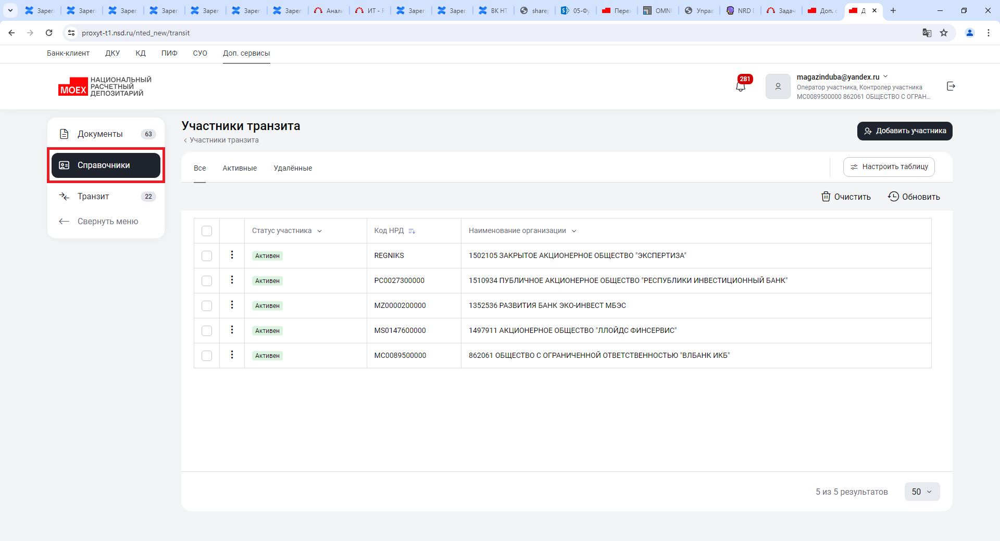 Зарег Зарег Зарег Зарег Зарег Зарег Зарег Анали ИТ - F Зарег Зарег ВК НТ sharep 05-Фу Перех OMNI Управ NRD D Задач Доп. с Д
proxyt-t1.nsd.ru/nted_new/transit
Банк-клиент ДКУ КД ПИФ СУО Доп. сервисы
MOEX НАЦИОНАЛЬНЫЙ
РАСЧЕТНЫЙ
ДЕПОЗИТАРИЙ
281
magazinduba@yandex.ru
Оператор участника, Контролер участника
MC0089500000 862061 ОБЩЕСТВО С ОГРАН...
Документы 63
Справочники
Транзит 22
Свернуть меню
Участники транзита
Участники транзита
Добавить участника
Все Активные Удалённые
Настроить таблицу
Очистить Обновить
Статус участника Код НРД Наименование организации
Активен REGNIKS 1502105 ЗАКРЫТОЕ АКЦИОНЕРНОЕ ОБЩЕСТВО "ЭКСПЕРТИЗА"
Активен PC0027300000 1510934 ПУБЛИЧНОЕ АКЦИОНЕРНОЕ ОБЩЕСТВО "РЕСПУБЛИКИ ИНВЕСТИЦИОННЫЙ БАНК"
Активен MZ0000200000 1352536 РАЗВИТИЯ БАНК ЭКО-ИНВЕСТ МБЭС
Активен MS0147600000 1497911 АКЦИОНЕРНОЕ ОБЩЕСТВО "ЛЛОЙДС ФИНСЕРВИС"
Активен MC0089500000 862061 ОБЩЕСТВО С ОГРАНИЧЕННОЙ ОТВЕТСТВЕННОСТЬЮ "ВЛБАНК ИКБ"
5 из 5 результатов 50